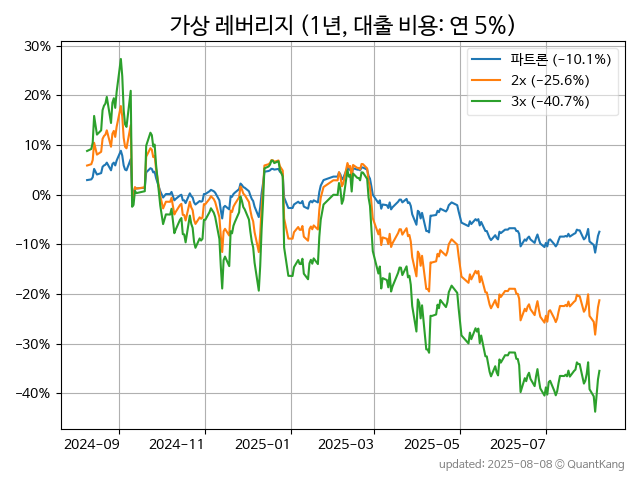 가상 레버리지 (1년, 대출 비용: 연 5%)
30%
20%
10%
0%
−10%
−20%
−30%
−40%
파트론 (−10.1%)
2x (−25.6%)
3x (−40.7%)
2024-09
2024-11
2025-01
2025-03
2025-05
2025-07
updated: 2025-08-08 © QuantKang